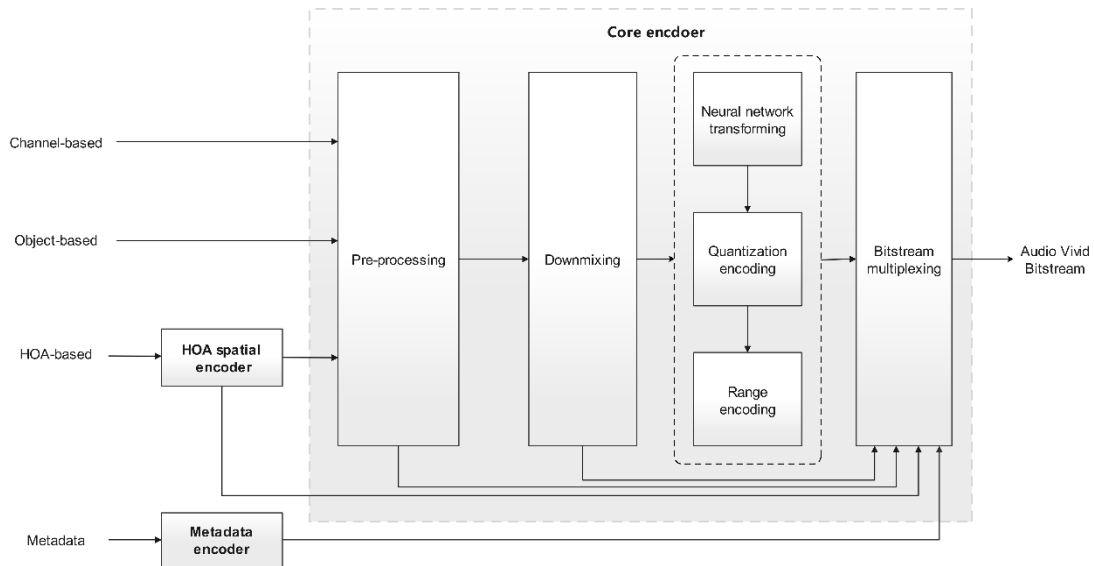 Core encdoer
Channel-based
Object-based
HOA-based
Metadata
HOA spatial
encoder
Metadata
encoder
Pre-processing
Downmixing
Neural network
transforming
Quantization
encoding
Range
encoding
Bitstream
multiplexing
Audio Vivid
Bitstream